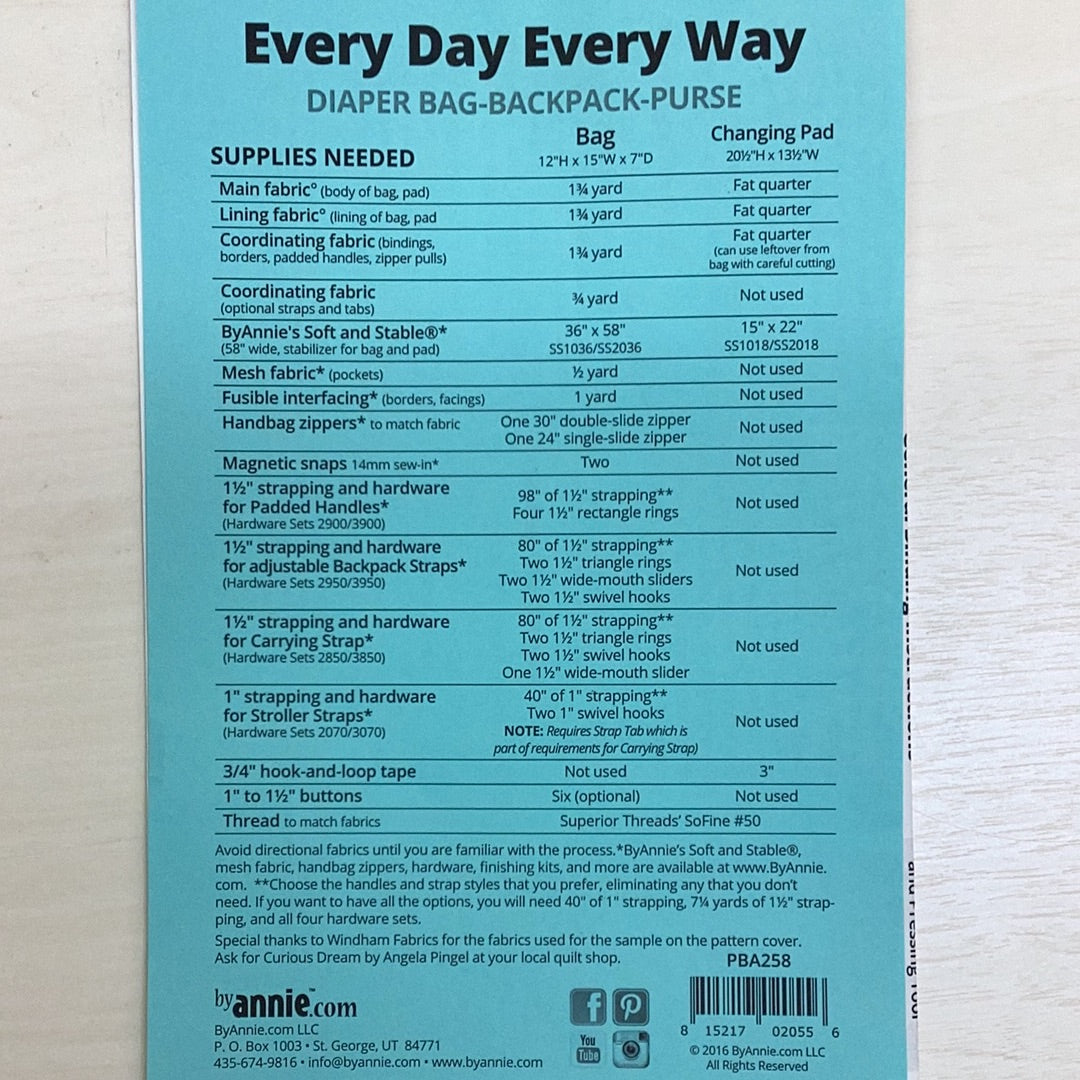 Every Day Every Way
DIAPER BAG-BACKPACK-PURSE
SUPPLIES NEEDED Bag Changing Pad
12"H x 15"W x 7"D 20½"H x 13½"W
Main fabric° (body of bag, pad) 1¾ yard Fat quarter
Lining fabric° (lining of bag, pad 1¾ yard Fat quarter
Coordinating fabric (bindings, 1¾ yard Fat quarter
borders, padded handles, zipper pulls) (can use leftover from
bag with careful cutting)
Coordinating fabric ¾ yard Not used
(optional straps and tabs)
ByAnnie's Soft and Stable®* 36" x 58" 15" x 22"
(58" wide, stabilizer for bag and pad) SS1036/SS2036 SS1018/SS2018
Mesh fabric* (pockets) ½ yard Not used
Fusible interfacing* (borders, facings) 1 yard Not used
Handbag zippers* to match fabric One 30" double-slide zipper Not used
One 24" single-slide zipper
Magnetic snaps 14mm sew-in* Two Not used
1½" strapping and hardware 98" of 1½" strapping** Not used
for Padded Handles* Four 1½" rectangle rings
(Hardware Sets 2900/3900)
1½" strapping and hardware 80" of 1½" strapping** Not used
for adjustable Backpack Straps* Two 1½" triangle rings
(Hardware Sets 2950/3950) Two 1½" wide-mouth sliders
Two 1½" swivel hooks
1½" strapping and hardware 80" of 1½" strapping** Not used
for Carrying Strap* Two 1½" triangle rings
(Hardware Sets 2850/3850) Two 1½" swivel hooks
One 1½" wide-mouth slider
1" strapping and hardware 40" of 1" strapping** Not used
for Stroller Straps* Two 1" swivel hooks
(Hardware Sets 2070/3070) NOTE: Requires Strap Tab which is
part of requirements for Carrying Strap)
3/4" hook-and-loop tape Not used 3"
1" to 1½" buttons Six (optional) Not used
Thread to match fabrics Superior Threads' SoFine #50
Avoid directional fabrics until you are familiar with the process.*ByAnnie's Soft and Stable®,
mesh fabric, handbag zippers, hardware, finishing kits, and more are available at www.ByAnnie.
com. **Choose the handles and strap styles that you prefer, eliminating any that you don't
need. If you want to have all the options, you will need 40" of 1" strapping, 7¼ yards of 1½" strap-
ping, and all four hardware sets.
Special thanks to Windham Fabrics for the fabrics used for the sample on the pattern cover.
Ask for Curious Dream by Angela Pingel at your local quilt shop.
PBA258
byannie.com™
You Tube
8 15217 02055 6
ByAnnie.com LLC
P. O. Box 1003 • St. George, UT 84771
435-674-9816 • info@byannie.com • www.byannie.com
© 2016 ByAnnie.com LLC
All Rights Reserved